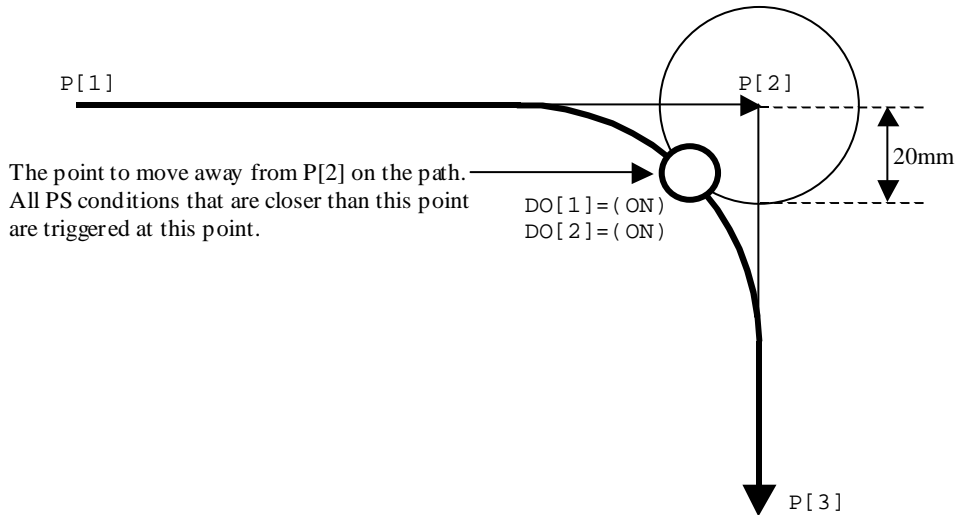 P[1]
P[2]
20mm
The point to move away from P[2] on the path.
All PS conditions that are closer than this point
are triggered at this point.
DO[1]=(ON)
DO[2]=(ON)
P[3]